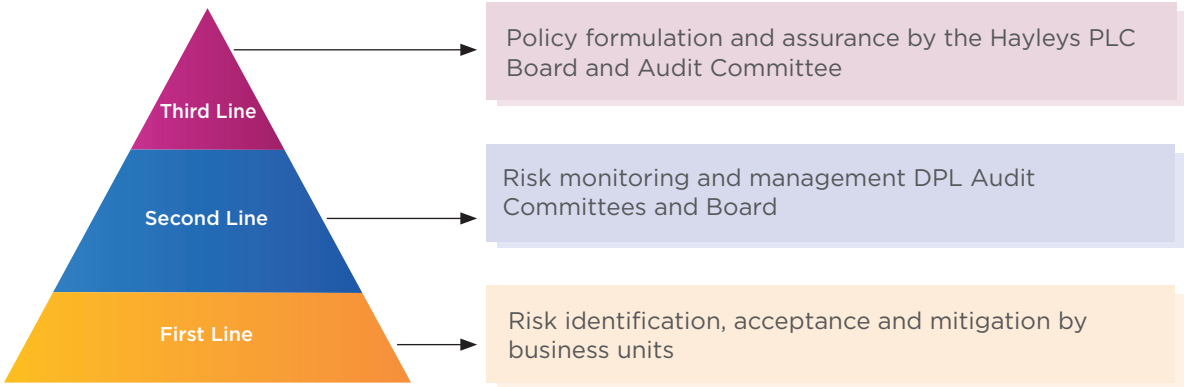 Third Line
Policy formulation and assurance by the Hayleys PLC
Board and Audit Committee
Second Line
Risk monitoring and management DPL Audit
Committees and Board
First Line
Risk identification, acceptance and mitigation by
business units